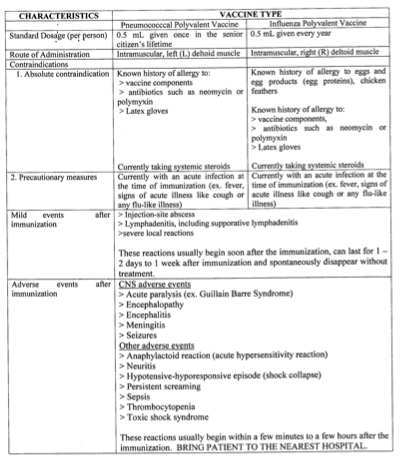 CHARACTERISTICS
VACCINE TYPE
Pneumococcal Polyvalent Vaccine
Influenza Polyvalent Vaccine
Standard Dosage (per person)
0.5 mL given once in the senior
citizen's lifetime
0.5 mL given every year
Route of Administration
Intramuscular, left (L) deltoid muscle
Intramuscular, right (R) deltoid muscle
Contraindications
1. Absolute contraindication
Known history of allergy to:
> vaccine components
> antibiotics such as neomycin or
polymyxin
> Latex gloves
Currently taking systemic steroids
Known history of allergy to eggs and
egg products (egg proteins), chicken
feathers
Known history of allergy to:
> vaccine components,
> antibiotics such as neomycin or
polymyxin
> Latex gloves
Currently taking systemic steroids
2. Precautionary measures
Currently with an acute infection at
the time of immunization (ex. fever,
signs of acute illness like cough or
any flu-like illness)
Currently with an acute infection at the
time of immunization (ex. fever, signs of
acute illness like cough or any flu-like
illness)
Mild events after
immunization
> Injection-site abscess
> Lymphadenitis, including supporative lymphadenitis
>severe local reactions
These reactions usually begin soon after the immunization, can last for 1 –
2 days to 1 week after immunization and spontaneously disappear without
treatment.
Adverse events after
immunization
CNS adverse events
> Acute paralysis (ex. Guillain Barre Syndrome)
> Encephalopathy
> Encephalitis
> Meningitis
> Seizures
Other adverse events
> Anaphylactoid reaction (acute hypersensitivity reaction)
> Neuritis
> Hypotensive-hyporesponsive episode (shock collapse)
> Persistent screaming
> Sepsis
> Thrombocytopenia
> Toxic shock syndrome
These reactions usually begin within a few minutes to a few hours after the
immunization. BRING PATIENT TO THE NEAREST HOSPITAL.